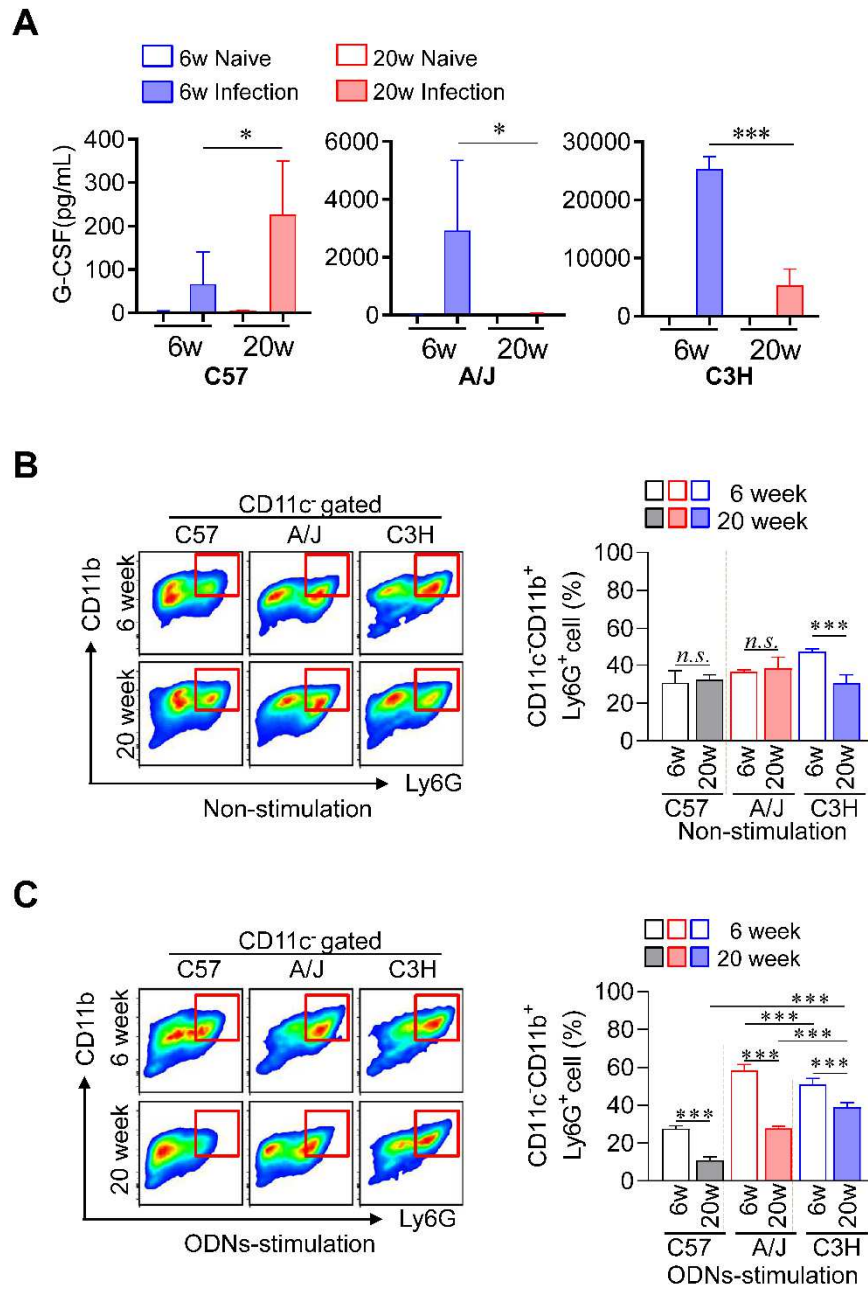 A
6w Naive 20w Naive
6w Infection 20w Infection
G-CSF(pg/mL)
400
300
200
100
0
*
6w 20w
C57
6000
4000
2000
0
*
6w 20w
A/J
30000
20000
10000
0
***
6w 20w
C3H
B
CD11c⁻ gated
C57 A/J C3H
CD11b
6 week
20 week
Ly6G
Non-stimulation
6 week
20 week
CD11c⁻CD11b⁺
Ly6G⁺ cell (%)
100
80
60
40
20
0
n.s. n.s. ***
6w 20w 6w 20w 6w 20w
C57 A/J C3H
Non-stimulation
C
CD11c⁻ gated
C57 A/J C3H
CD11b
6 week
20 week
Ly6G
ODNs-stimulation
6 week
20 week
CD11c⁻CD11b⁺
Ly6G⁺ cell (%)
100
80
60
40
20
0
***
***
***
*** *** ***
6w 20w 6w 20w 6w 20w
C57 A/J C3H
ODNs-stimulation